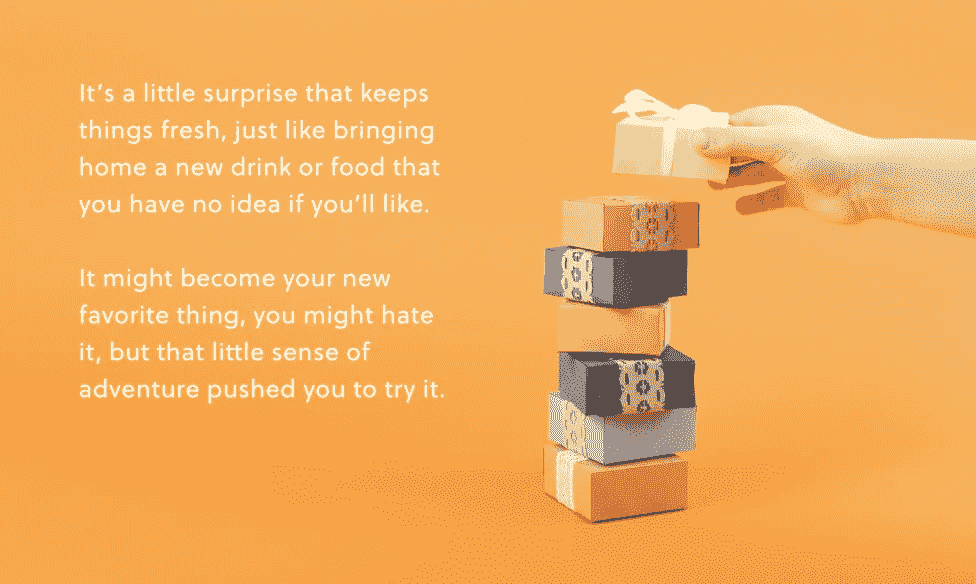 It's a little surprise that keeps
things fresh, just like bringing
home a new drink or food that
you have no idea if you'll like.
It might become your new
favorite thing, you might hate
it, but that little sense of
adventure pushed you to try it.